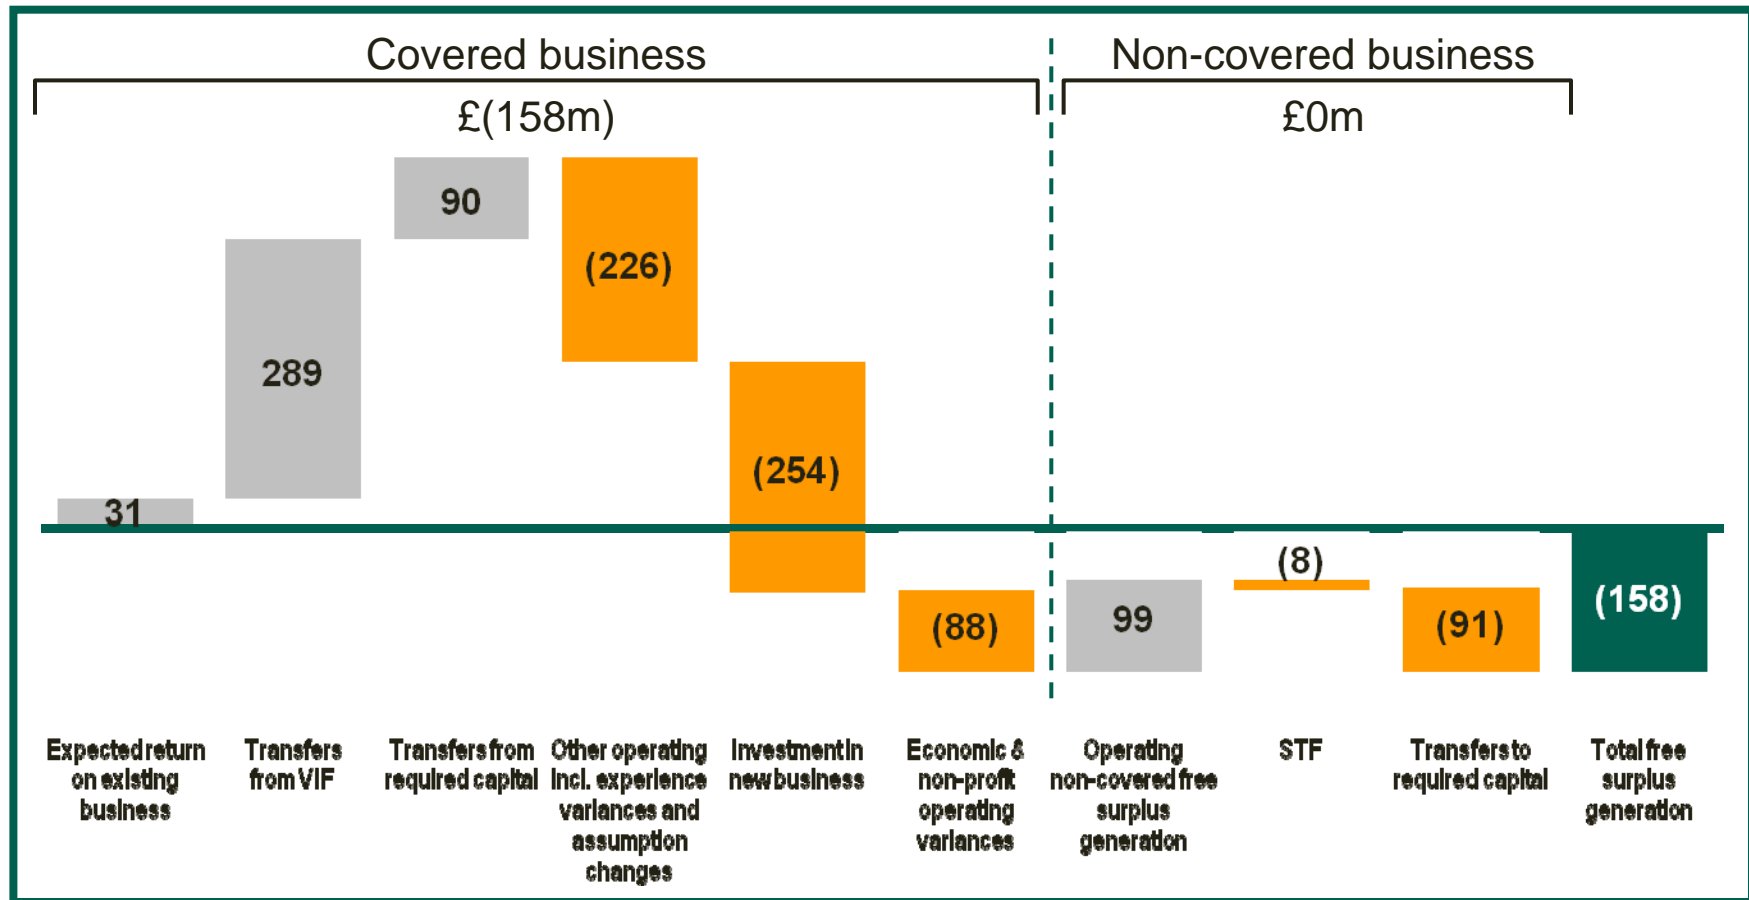 Covered business
Non-covered business
£(158m)
£0m
31
289
90
(226)
(254)
(88)
99
(8)
(91)
(158)
Expected return
on existing
business
Transfers
from VIF
Transfers from
required capital
Other operating
incl. experience
variances and
assumption
changes
Investment in
new business
Economic &
non-profit
operating
variances
Operating
non-covered free
surplus
generation
STF
Transfers to
required capital
Total free
surplus
generation